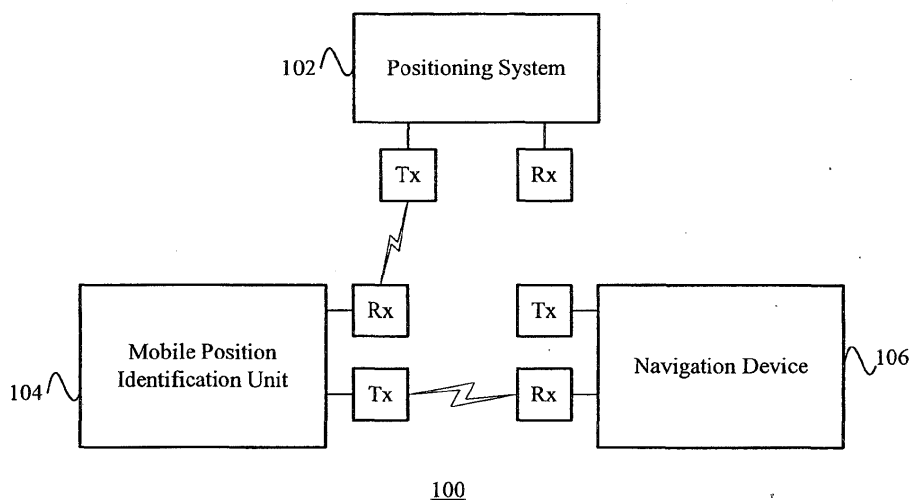 102
Positioning System
Tx
Rx
Rx
Tx
Mobile Position
Identification Unit
104
Tx
Rx
Navigation Device
106
100